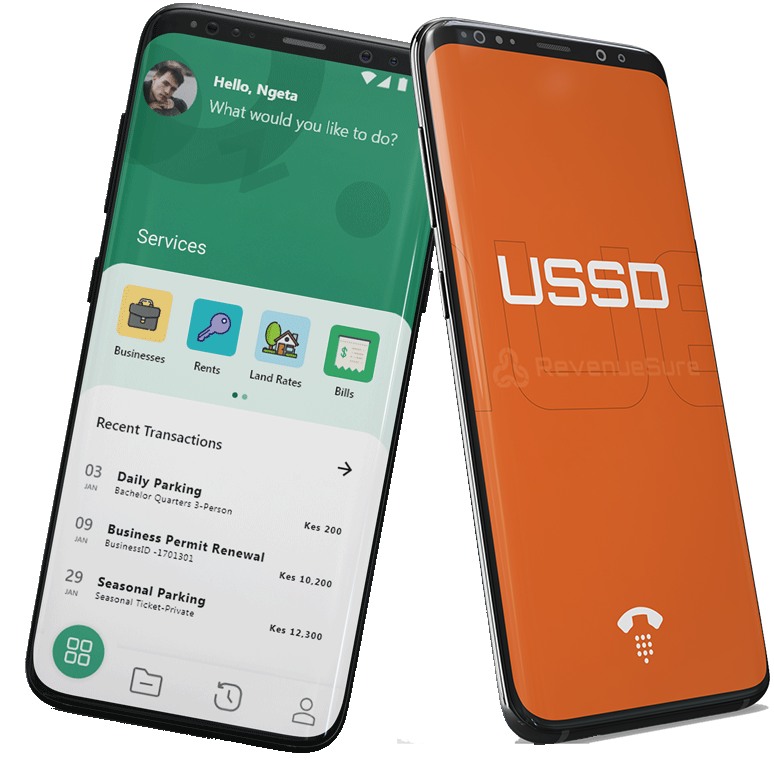 Hello, Ngeta
What would you like to do?
Services
Businesses
Rents
Land Rates
Bills
Recent Transactions
03
JAN
Daily Parking
Bachelor Quarters 3-Person
Kes 200
09
JAN
Business Permit Renewal
BusinessID -1701301
Kes 10,200
29
JAN
Seasonal Parking
Seasonal Ticket-Private
Kes 12,300
USSD
RevenueSure